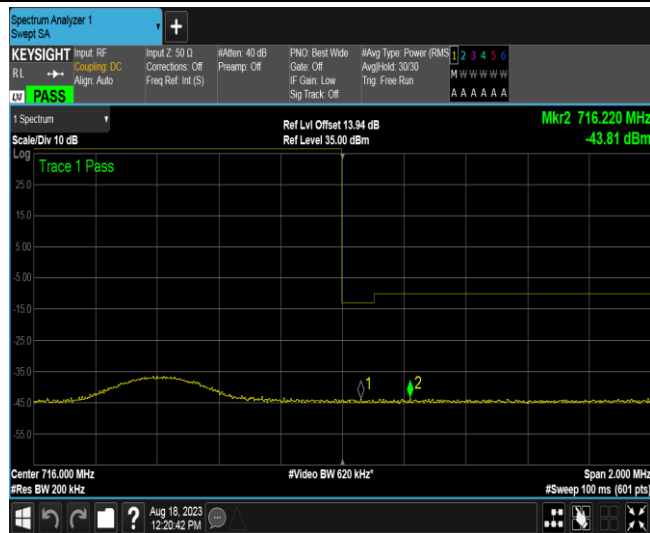 Spectrum Analyzer 1
Swept SA
+
KEYSIGHT
RL
LXI
PASS
Input: RF
Coupling: DC
Align: Auto
Input Z: 50 Ω
Corrections: Off
Freq Ref: Int (S)
#Atten: 40 dB
Preamp: Off
PNO: Best Wide
Gate: Off
IF Gain: Low
Sig Track: Off
#Avg Type: Power (RMS
Avg|Hold: 30/30
Trig: Free Run
1 2 3 4 5 6
M W W W W W
A A A A A A
1 Spectrum
Scale/Div 10 dB
Ref Lvl Offset 13.94 dB
Ref Level 35.00 dBm
Mkr2 716.220 MHz
-43.81 dBm
Log
Trace 1 Pass
25.0
15.0
5.00
-5.00
-15.0
-25.0
-35.0
-45.0
-55.0
1
2
Center 716.000 MHz
#Res BW 200 kHz
#Video BW 620 kHz*
Span 2.000 MHz
#Sweep 100 ms (601 pts)
?
Aug 18, 2023
12:20:42 PM